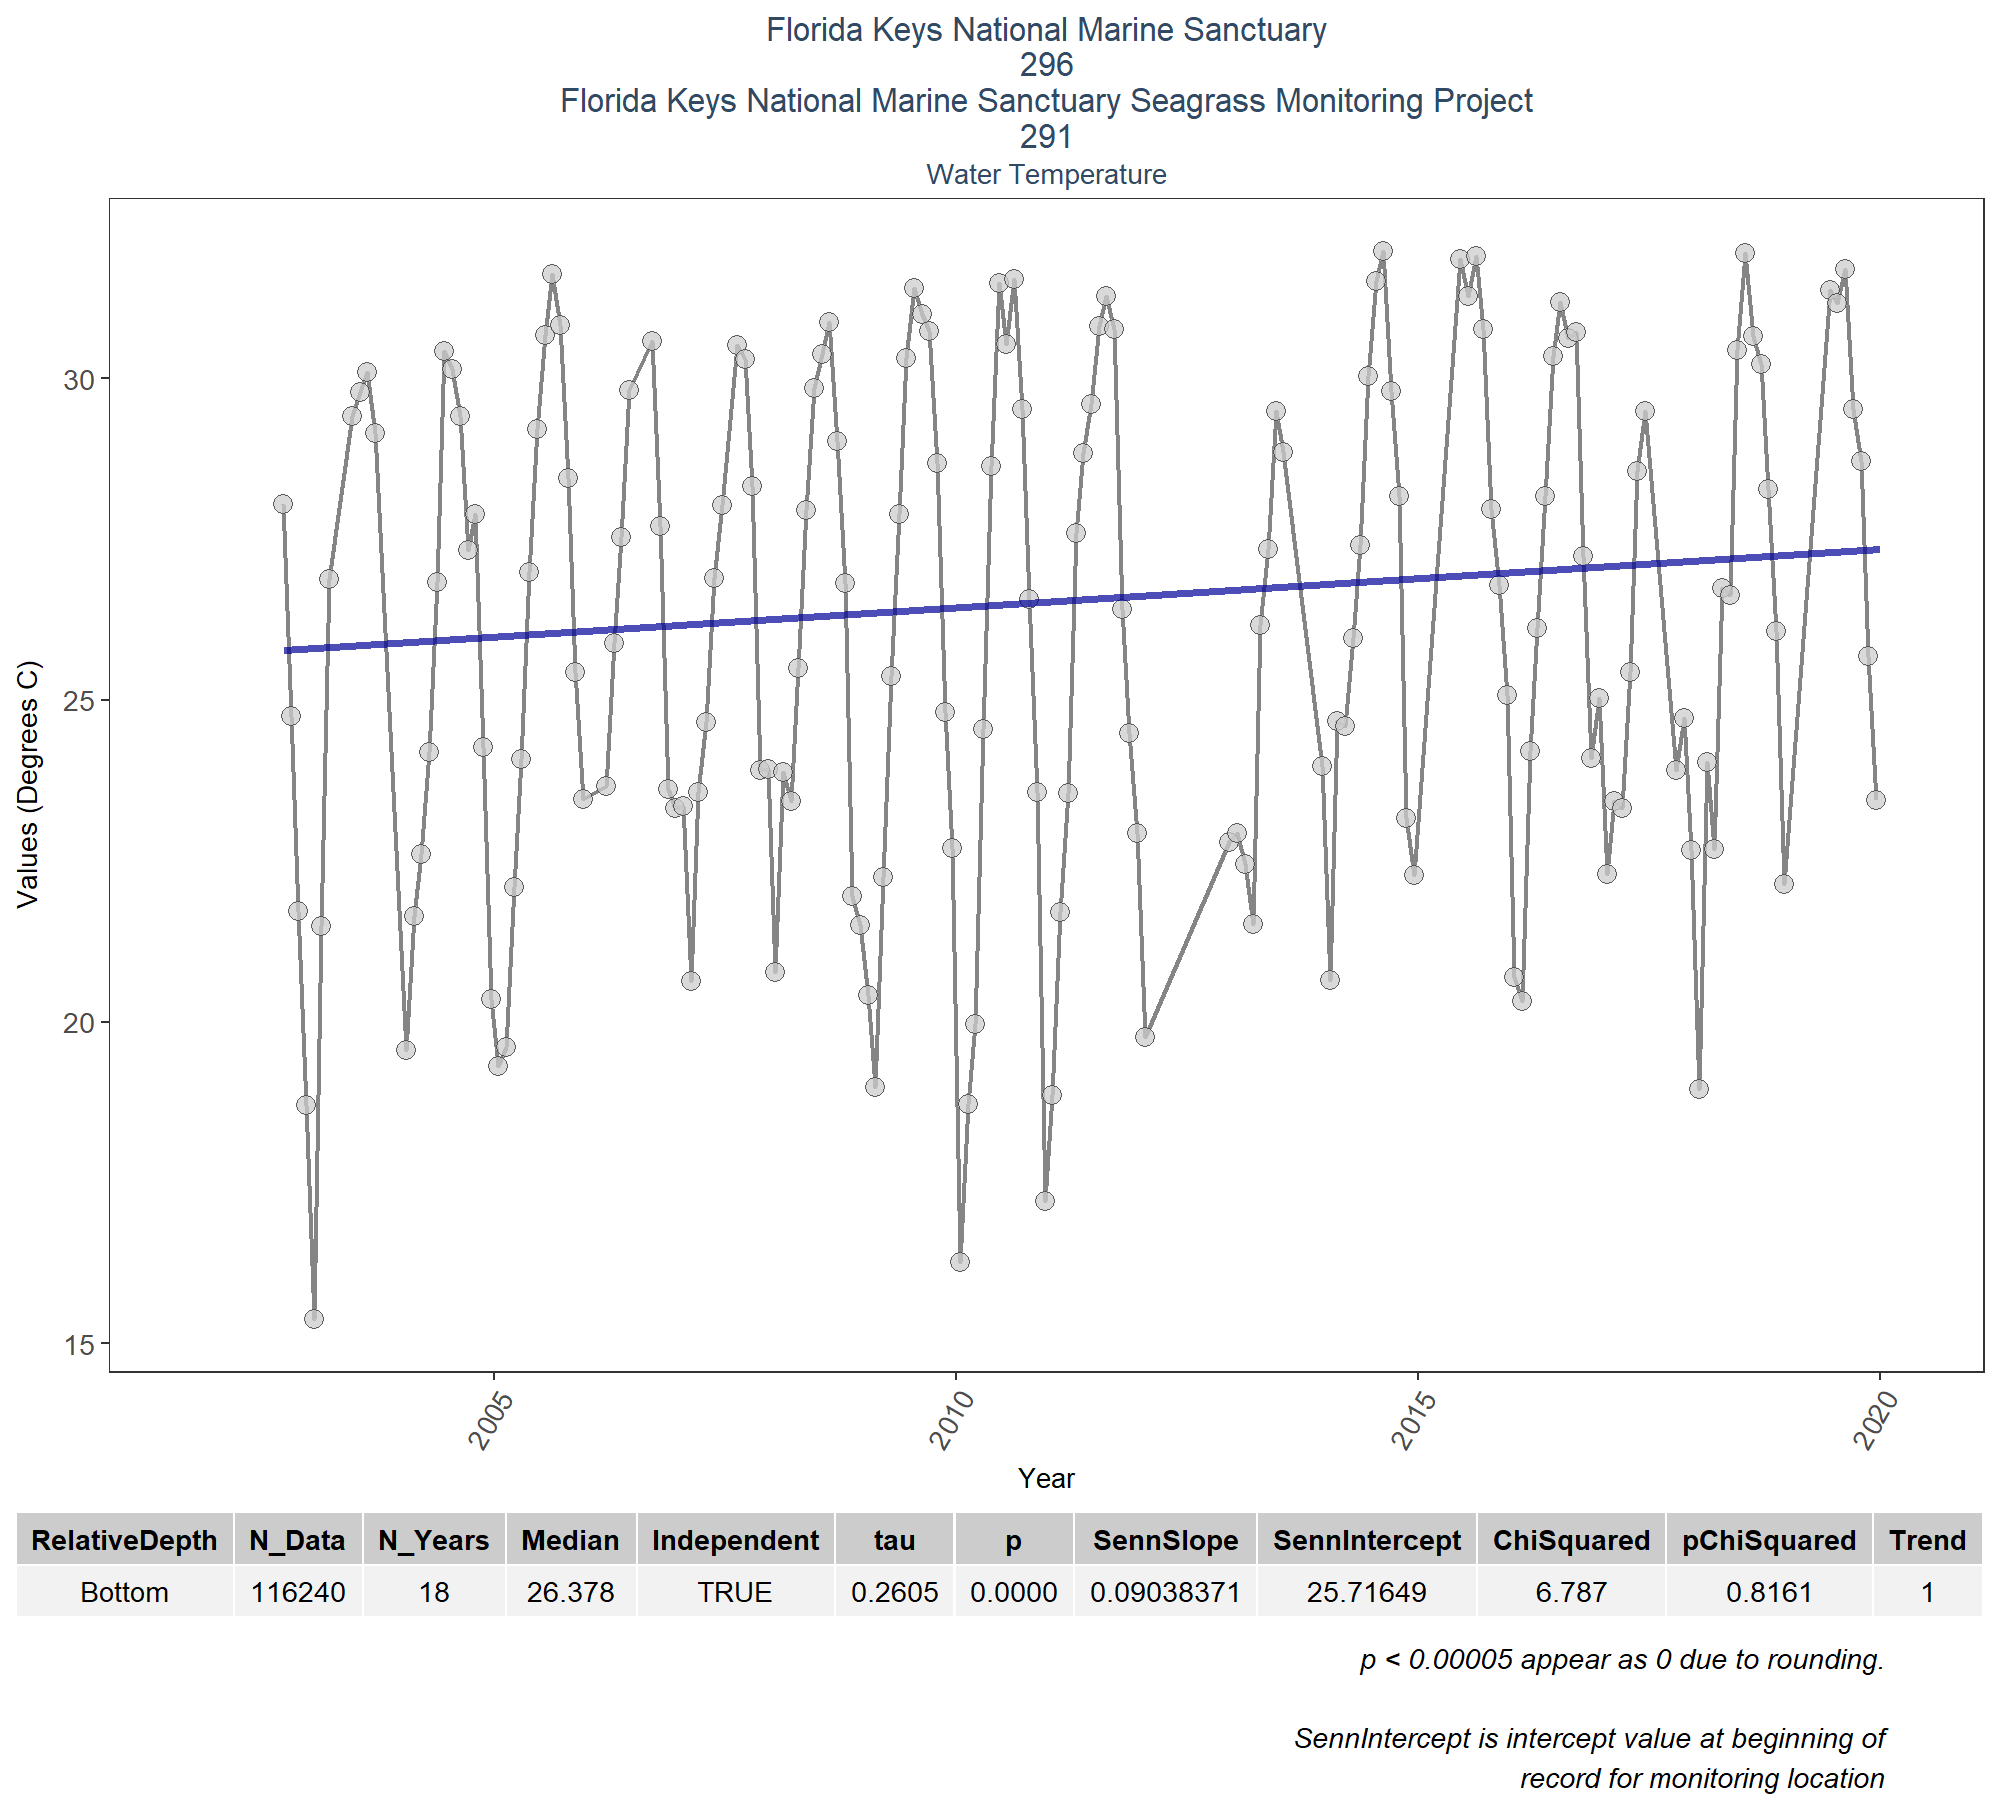 Florida Keys National Marine Sanctuary
296
Florida Keys National Marine Sanctuary Seagrass Monitoring Project
291
Water Temperature
Values (Degrees C)
30
25
20
15
2005
2010
2015
2020
Year
RelativeDepth N_Data N_Years Median Independent tau p SennSlope SennIntercept ChiSquared pChiSquared Trend
Bottom 116240 18 26.378 TRUE 0.2605 0.0000 0.09038371 25.71649 6.787 0.8161 1
p < 0.00005 appear as 0 due to rounding.
SennIntercept is intercept value at beginning of
record for monitoring location